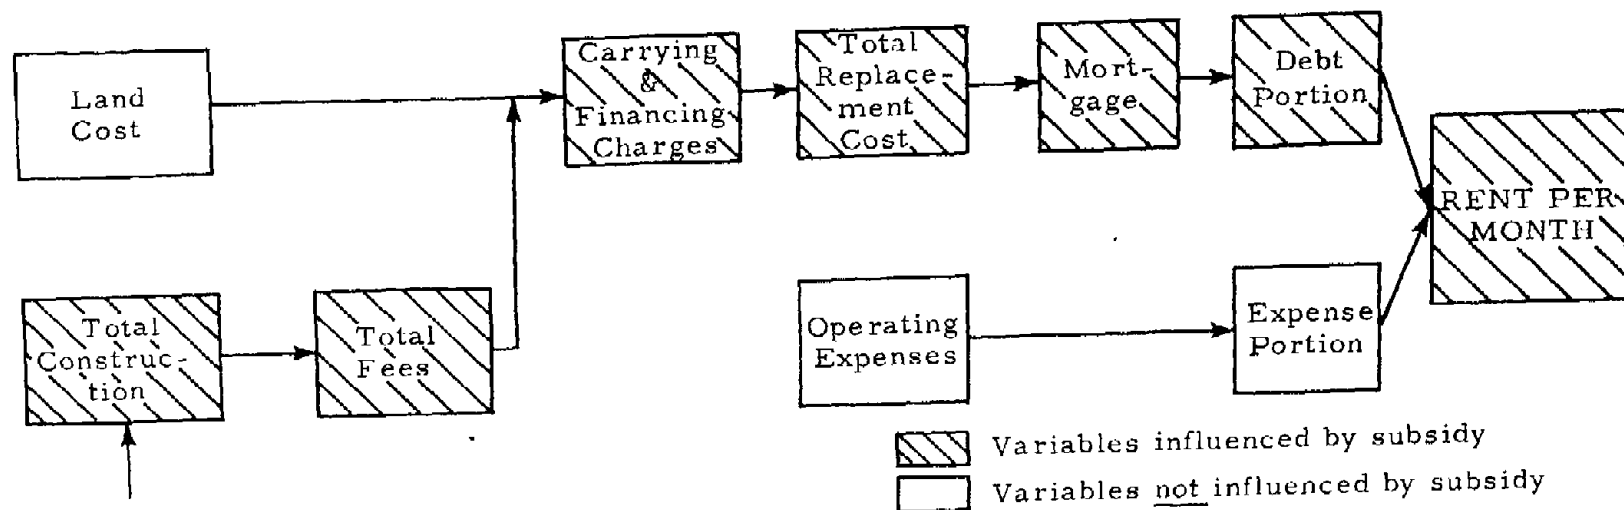 Land
Cost
Carrying
&
Financing
Charges
Total
Replace-
ment
Cost
Mort-
gage
Debt
Portion
RENT PER
MONTH
Total
Construc-
tion
Total
Fees
Operating
Expenses
Expense
Portion
Variables influenced by subsidy
Variables not influenced by subsidy